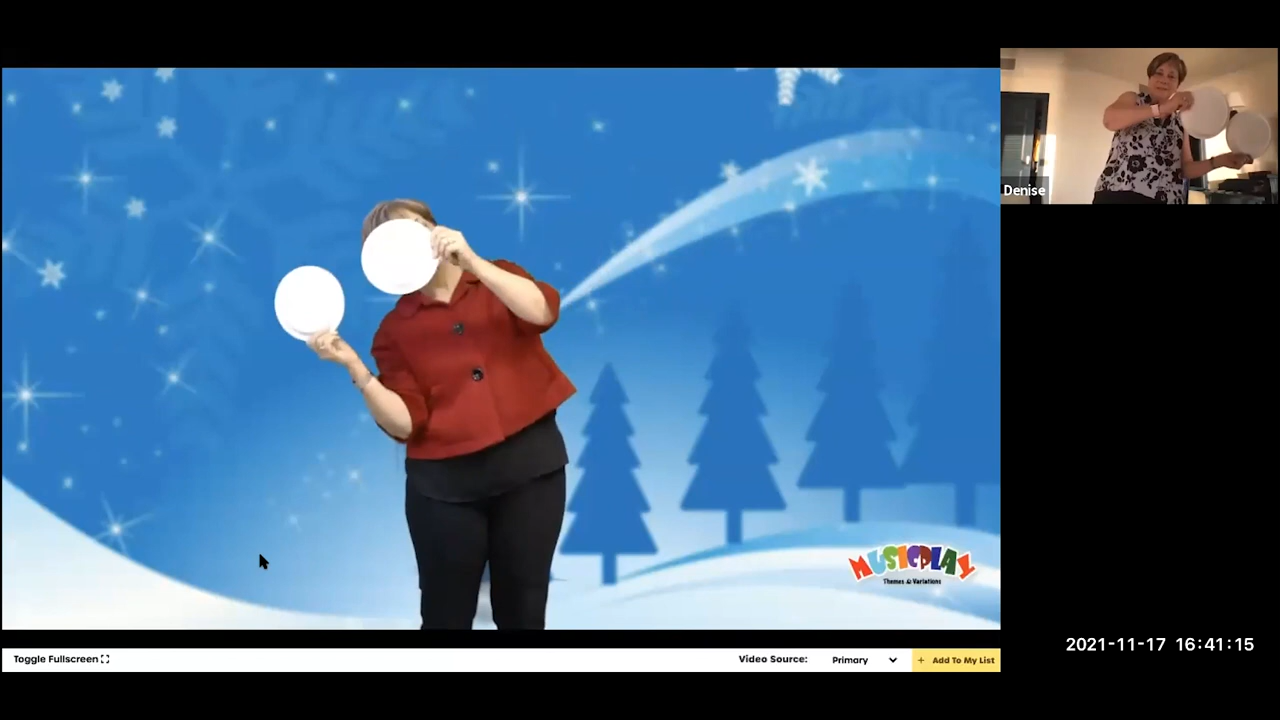 Denise
MUSICPLAY
Themes & Variations
2021-11-17 16:41:15
Toggle Fullscreen
Video Source:
Primary
+ Add To My List